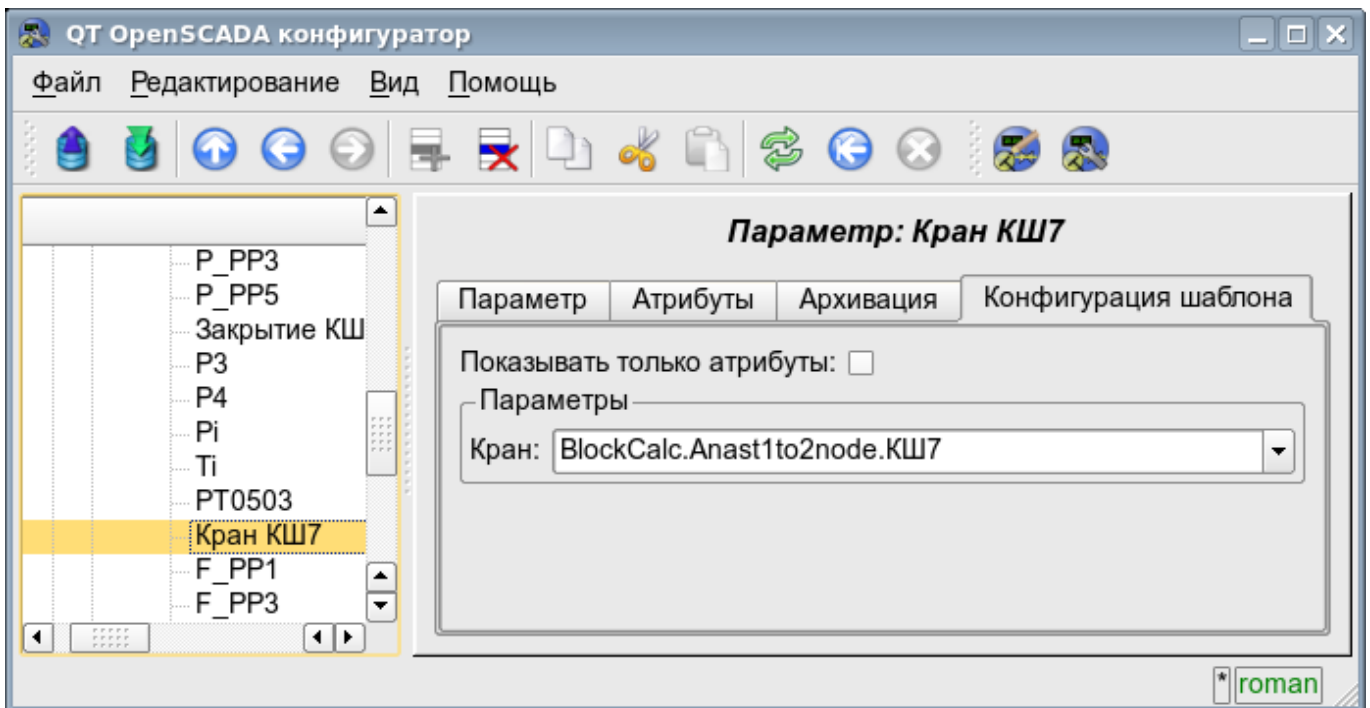 QT OpenSCADA конфигуратор
Файл Редактирование Вид Помощь
P_PP3
P_PP5
Закрытие КШ
P3
P4
Pi
Ti
PT0503
Кран КШ7
F_PP1
F_PP3
Параметр: Кран КШ7
Параметр Атрибуты Архивация Конфигурация шаблона
Показывать только атрибуты:
Параметры
Кран: BlockCalc.Anast1to2node.КШ7
* roman